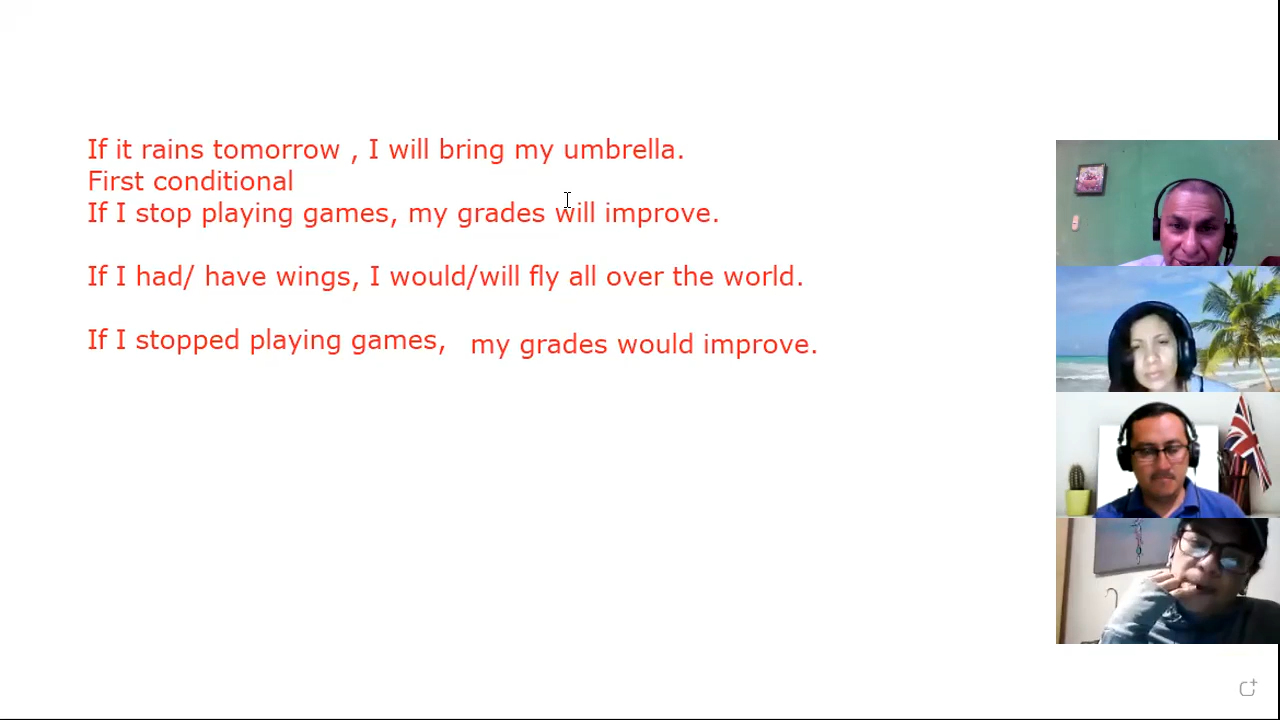 If it rains tomorrow , I will bring my umbrella.
First conditional
If I stop playing games, my grades will improve.
If I had/ have wings, I would/will fly all over the world.
If I stopped playing games, my grades would improve.